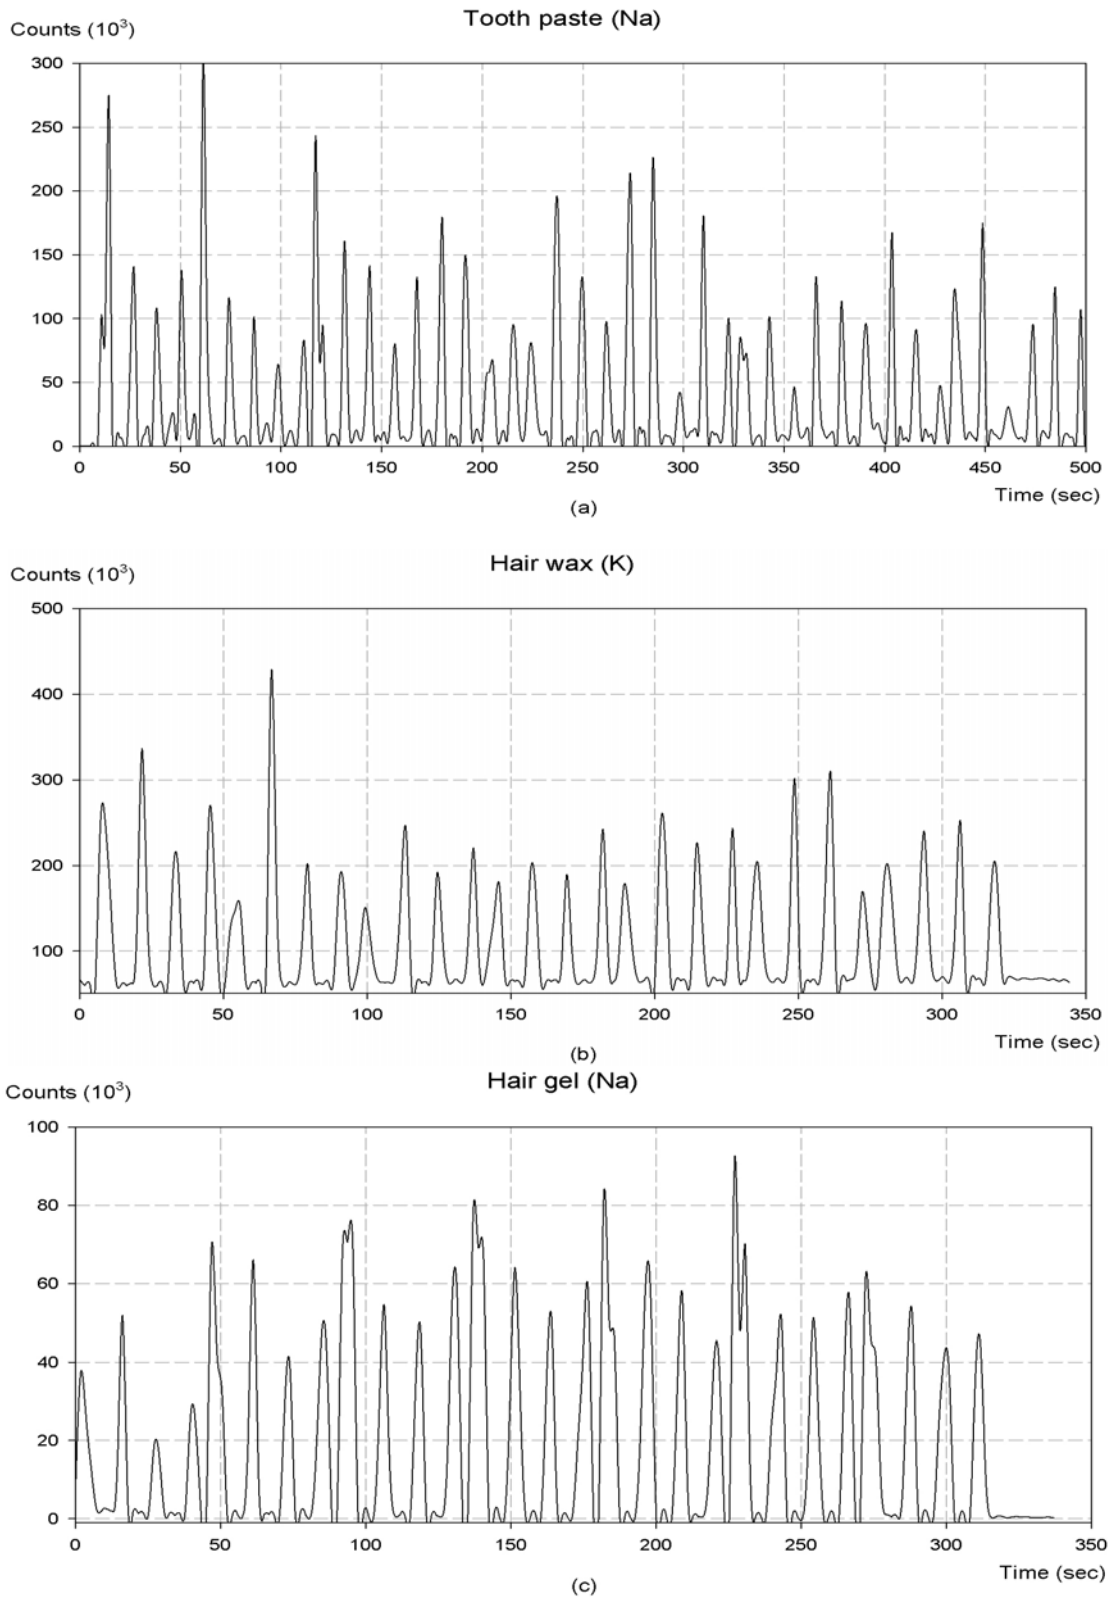 Tooth paste (Na)
Counts (10³)
300
250
200
150
100
50
0
0 50 100 150 200 250 300 350 400 450 500
Time (sec)
(a)
Hair wax (K)
Counts (10³)
500
400
300
200
100
0 50 100 150 200 250 300 350
Time (sec)
(b)
Hair gel (Na)
Counts (10³)
100
80
60
40
20
0
0 50 100 150 200 250 300 350
Time (sec)
(c)